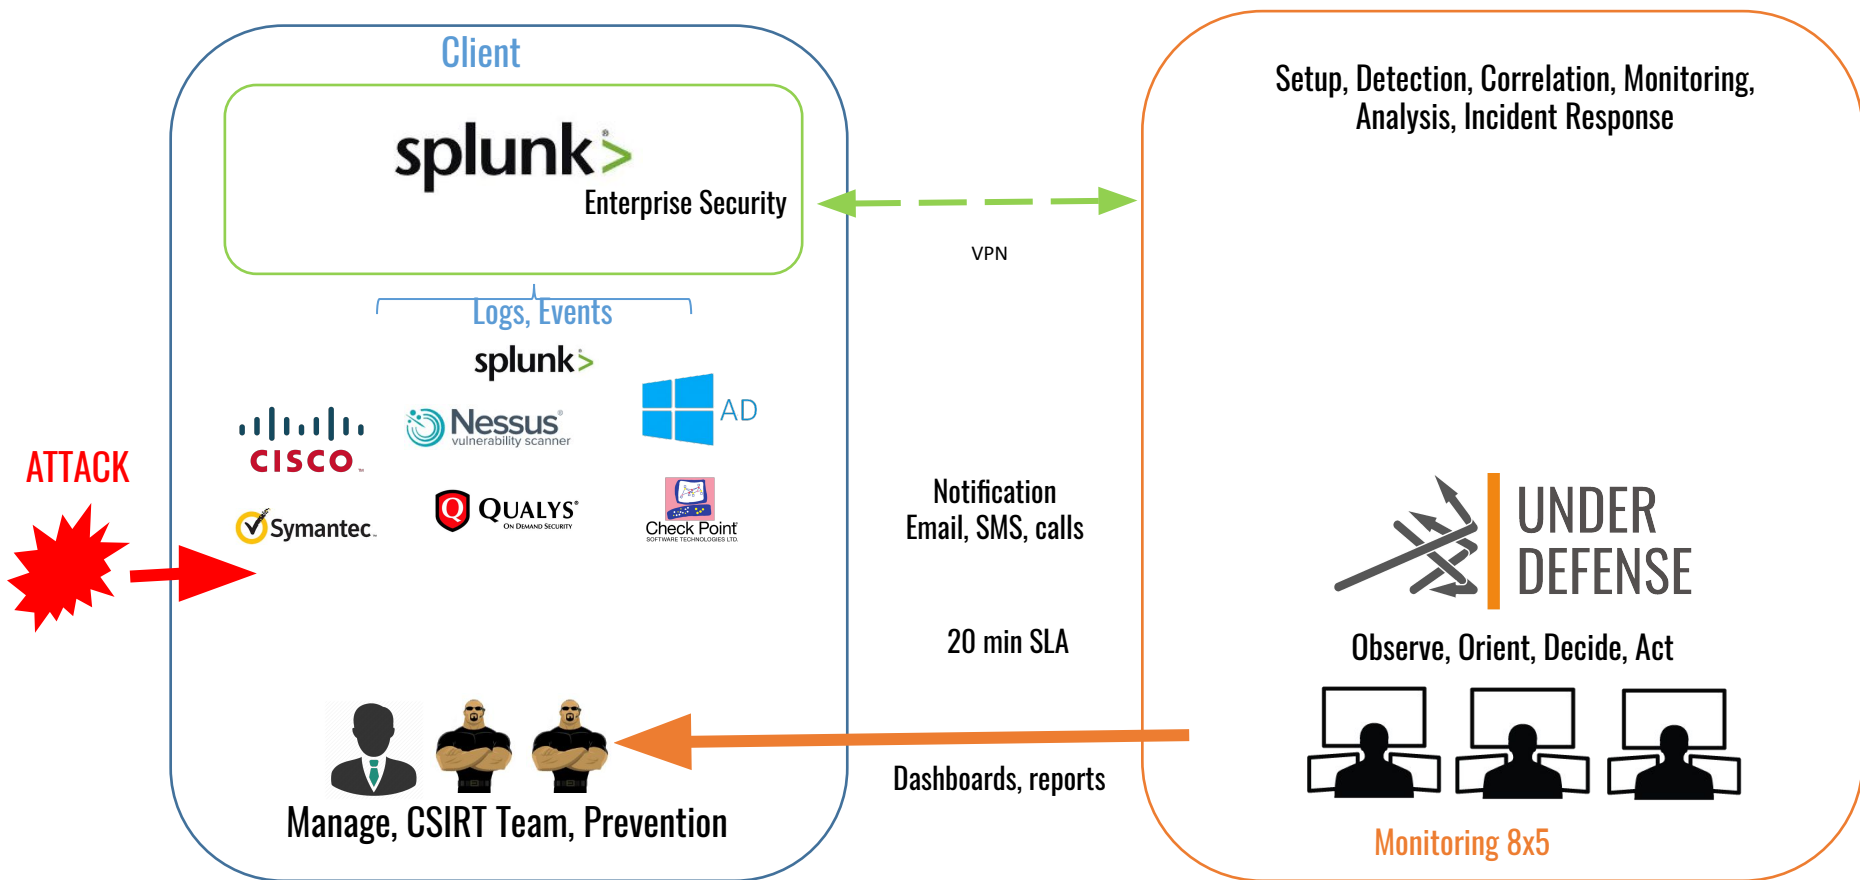 Client
splunk>®
Enterprise Security
Setup, Detection, Correlation, Monitoring,
Analysis, Incident Response
VPN
Logs, Events
splunk>
CISCO™
Nessus®
vulnerability scanner
AD
Symantec™
Q
QUALYS®
ON DEMAND SECURITY
Check Point
SOFTWARE TECHNOLOGIES LTD.
ATTACK
Notification
Email, SMS, calls
20 min SLA
Dashboards, reports
UNDER
DEFENSE
Observe, Orient, Decide, Act
Monitoring 8x5
Manage, CSIRT Team, Prevention